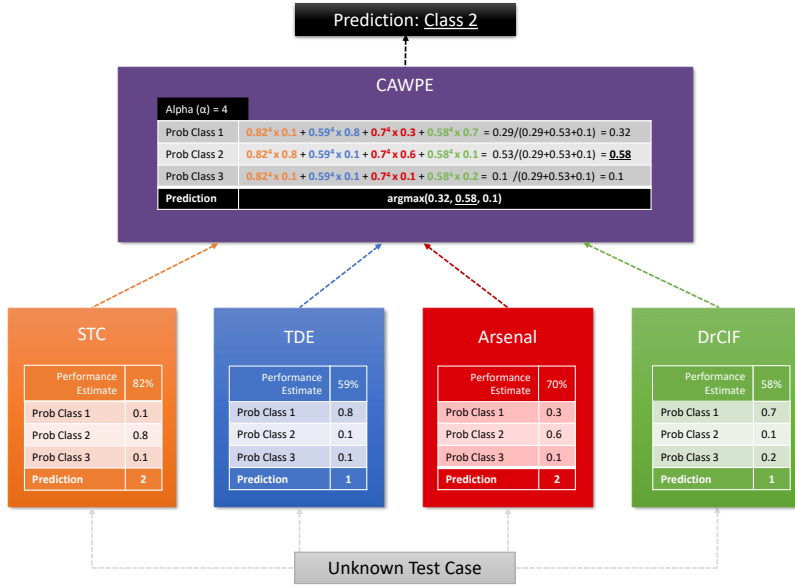 Prediction: Class 2
CAWPE
Alpha (α) = 4
Prob Class 1 0.82⁴ x 0.1 + 0.59⁴ x 0.8 + 0.7⁴ x 0.3 + 0.58⁴ x 0.7 = 0.29/(0.29+0.53+0.1) = 0.32
Prob Class 2 0.82⁴ x 0.8 + 0.59⁴ x 0.1 + 0.7⁴ x 0.6 + 0.58⁴ x 0.1 = 0.53/(0.29+0.53+0.1) = 0.58
Prob Class 3 0.82⁴ x 0.1 + 0.59⁴ x 0.1 + 0.7⁴ x 0.1 + 0.58⁴ x 0.2 = 0.1 /(0.29+0.53+0.1) = 0.1
Prediction argmax(0.32, 0.58, 0.1)
STC
Performance
Estimate 82%
Prob Class 1 0.1
Prob Class 2 0.8
Prob Class 3 0.1
Prediction 2
TDE
Performance
Estimate 59%
Prob Class 1 0.8
Prob Class 2 0.1
Prob Class 3 0.1
Prediction 1
Arsenal
Performance
Estimate 70%
Prob Class 1 0.3
Prob Class 2 0.6
Prob Class 3 0.1
Prediction 2
DrCIF
Performance
Estimate 58%
Prob Class 1 0.7
Prob Class 2 0.1
Prob Class 3 0.2
Prediction 1
Unknown Test Case